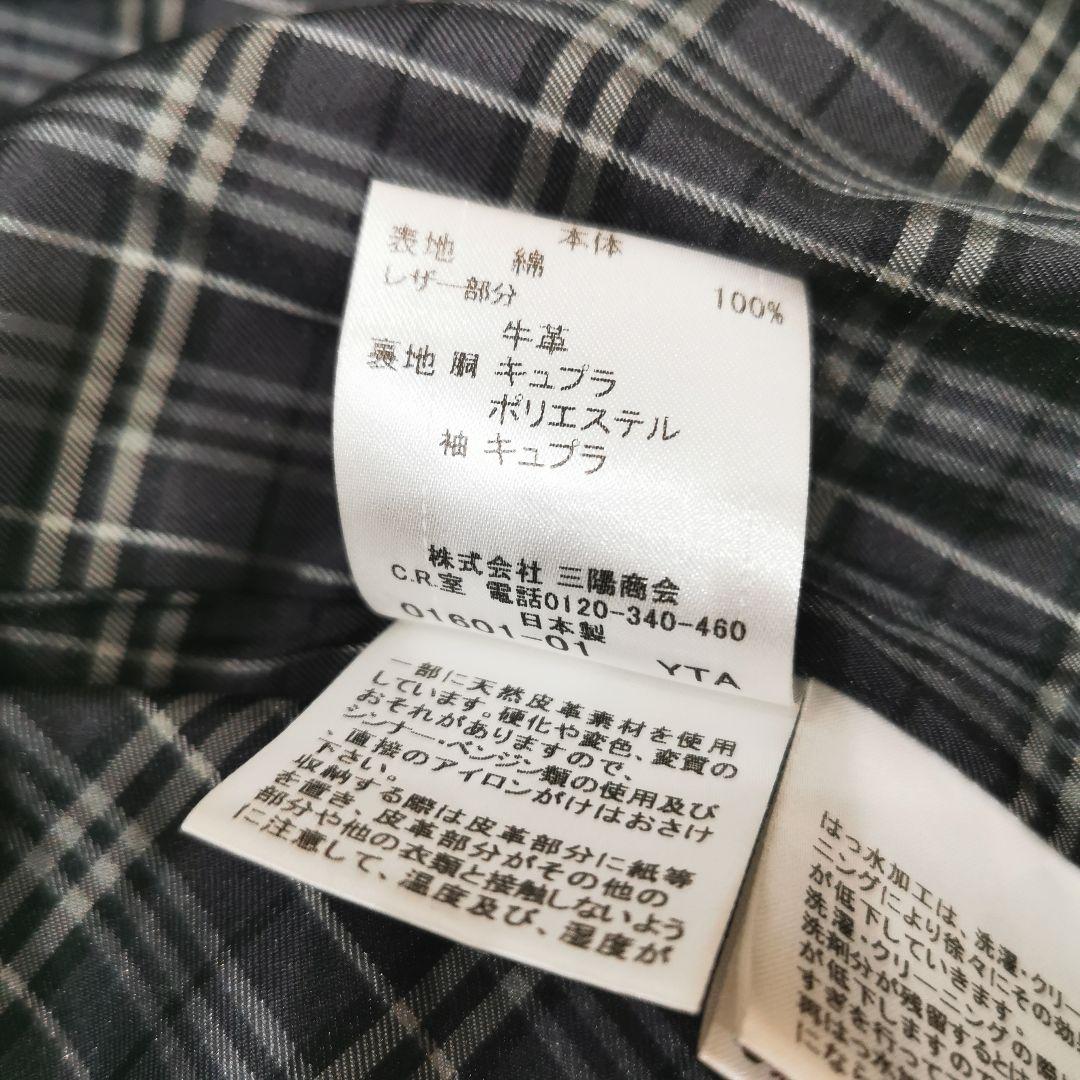 本体
表地 綿 100%
レザー部分
牛革
裏地 胴 キュプラ
ポリエステル
袖 キュプラ
株式会社 三陽商会
C.R.室 電話0120-340-460
日本製
01601-01 YTA
一部に天然皮革素材を使用
しています。硬化や変色、変質の
おそれがありますので、
シンナー・ベンジン類の使用及び
、直接のアイロンがけはおさけ
下さい。
収納する際は皮革部分に紙等
を置き、皮革部分がその他の
部分や他の衣類と接触しないよう
に注意して、温度及び、湿度が
はっ水加工は、洗濯・クリー
ニングにより徐々にその効果
が低下していきます。
洗濯・クリーニングの際
洗剤分が残留すると
が低下しますので
すぎを行って
再はっ水
にな